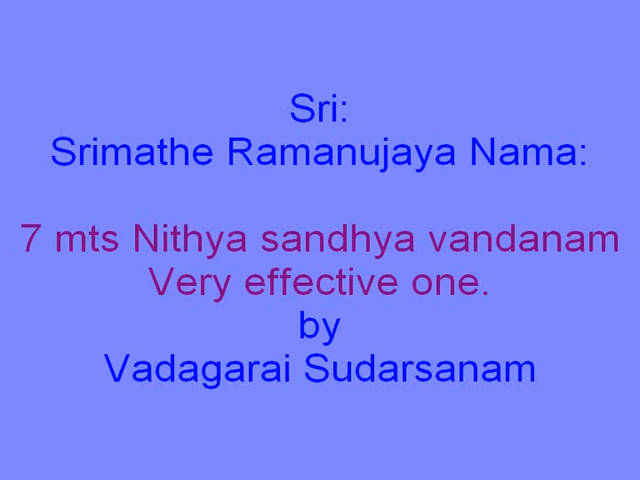 Sri:
Srimathe Ramanujaya Nama:
7 mts Nithya sandhya vandanam
Very effective one.
by
Vadagarai Sudarsanam